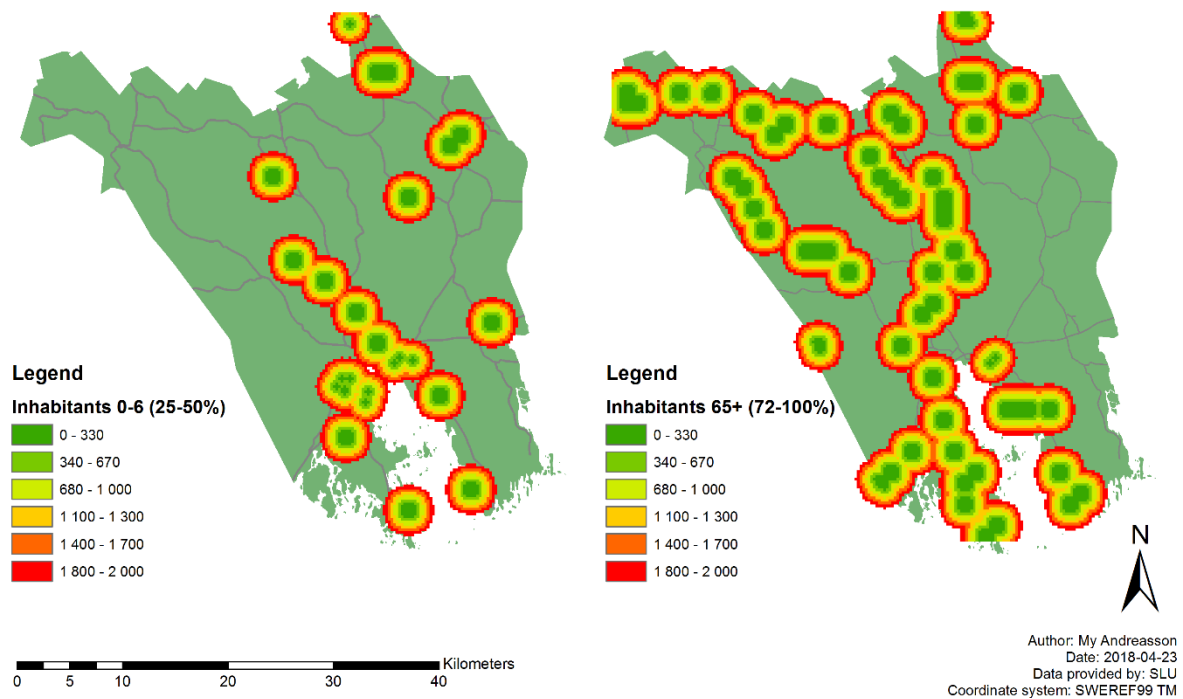 Legend
Inhabitants 0-6 (25-50%)
0 - 330
340 - 670
680 - 1 000
1 100 - 1 300
1 400 - 1 700
1 800 - 2 000
Legend
Inhabitants 65+ (72-100%)
0 - 330
340 - 670
680 - 1 000
1 100 - 1 300
1 400 - 1 700
1 800 - 2 000
N
Kilometers
0 5 10 20 30 40
Author: My Andreasson
Date: 2018-04-23
Data provided by: SLU
Coordinate system: SWEREF99 TM